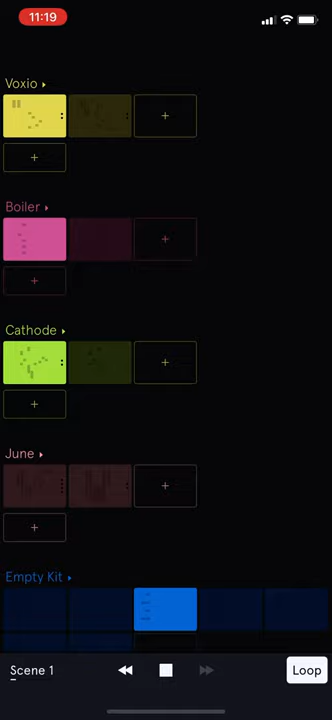 11:19
Voxio
Boiler
Cathode
June
Empty Kit
Scene 1
Loop